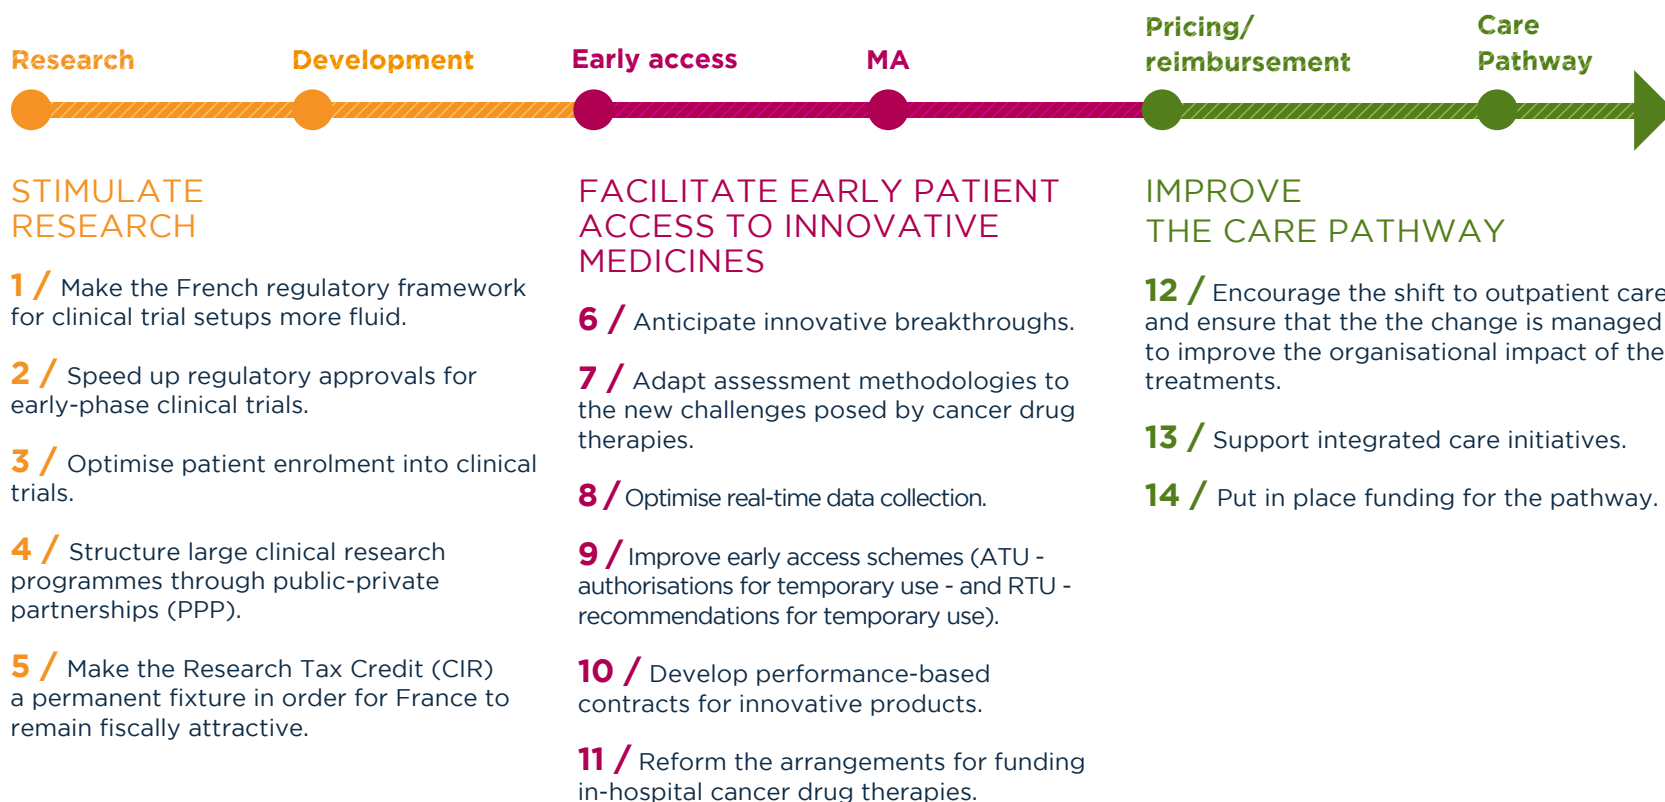 Research
Development
Early access
MA
Pricing/
reimbursement
Care
Pathway
STIMULATE
RESEARCH
1 / Make the French regulatory framework
for clinical trial setups more fluid.
2 / Speed up regulatory approvals for
early-phase clinical trials.
3 / Optimise patient enrolment into clinical
trials.
4 / Structure large clinical research
programmes through public-private
partnerships (PPP).
5 / Make the Research Tax Credit (CIR)
a permanent fixture in order for France to
remain fiscally attractive.
FACILITATE EARLY PATIENT
ACCESS TO INNOVATIVE
MEDICINES
6 / Anticipate innovative breakthroughs.
7 / Adapt assessment methodologies to
the new challenges posed by cancer drug
therapies.
8 / Optimise real-time data collection.
9 / Improve early access schemes (ATU -
authorisations for temporary use - and RTU -
recommendations for temporary use).
10 / Develop performance-based
contracts for innovative products.
11 / Reform the arrangements for funding
in-hospital cancer drug therapies.
IMPROVE
THE CARE PATHWAY
12 / Encourage the shift to outpatient care
and ensure that the the change is managed
to improve the organisational impact of the
treatments.
13 / Support integrated care initiatives.
14 / Put in place funding for the pathway.